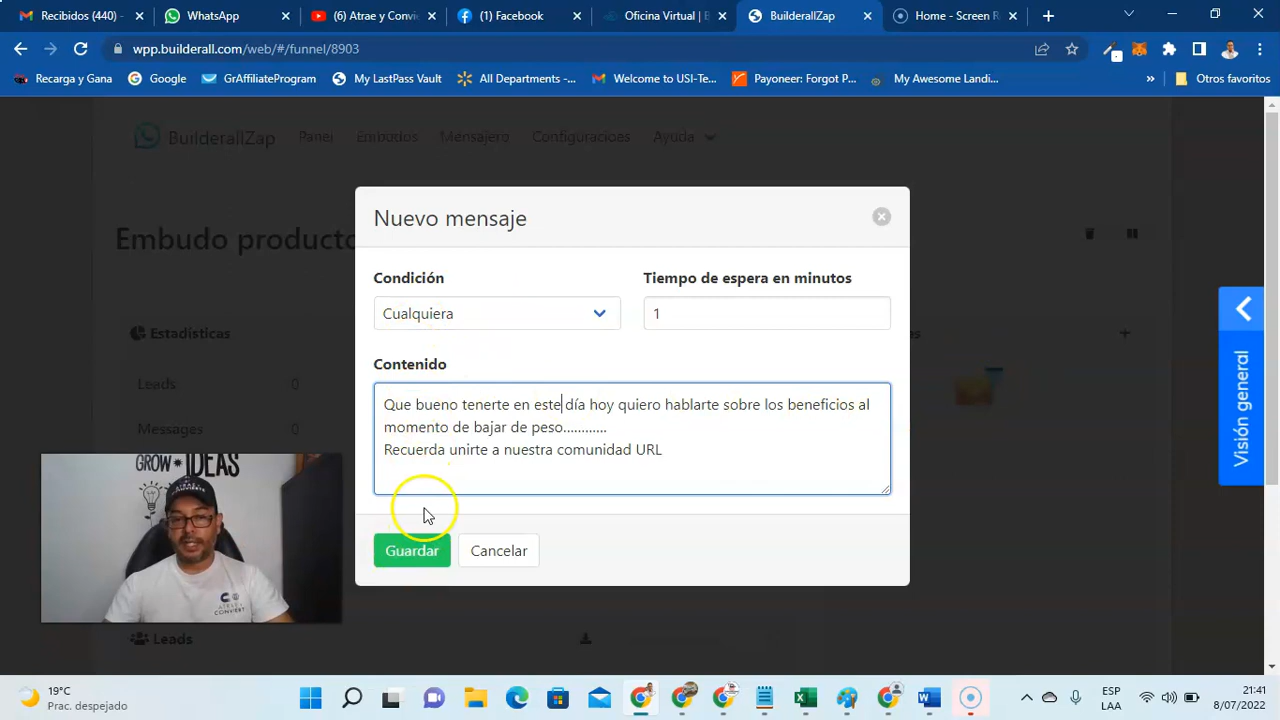 Recibidos (440) -
WhatsApp
(6) Atrae y Convi
(1) Facebook
Oficina Virtual | B
BuilderallZap
Home - Screen R
wpp.builderall.com/web/#/funnel/8903
Recarga y Gana
Google
GrAffiliateProgram
My LastPass Vault
All Departments -...
Welcome to USI-Te...
Payoneer: Forgot P...
My Awesome Landi...
»
Otros favoritos
BuilderallZap
Panel
Embudos
Mensajero
Configuraciones
Ayuda
Embudo producto
Nuevo mensaje
Condición
Tiempo de espera en minutos
Cualquiera
1
Estadísticas
Leads 0
Messages 0
Contenido
Que bueno tenerte en este día hoy quiero hablarte sobre los beneficios al
momento de bajar de peso............
Recuerda unirte a nuestra comunidad URL
Visión general
GROW IDEAS
ATRAE Y
CONVIERT
Guardar
Cancelar
Leads
19°C
Prac. despejado
ESP
LAA
21:41
8/07/2022